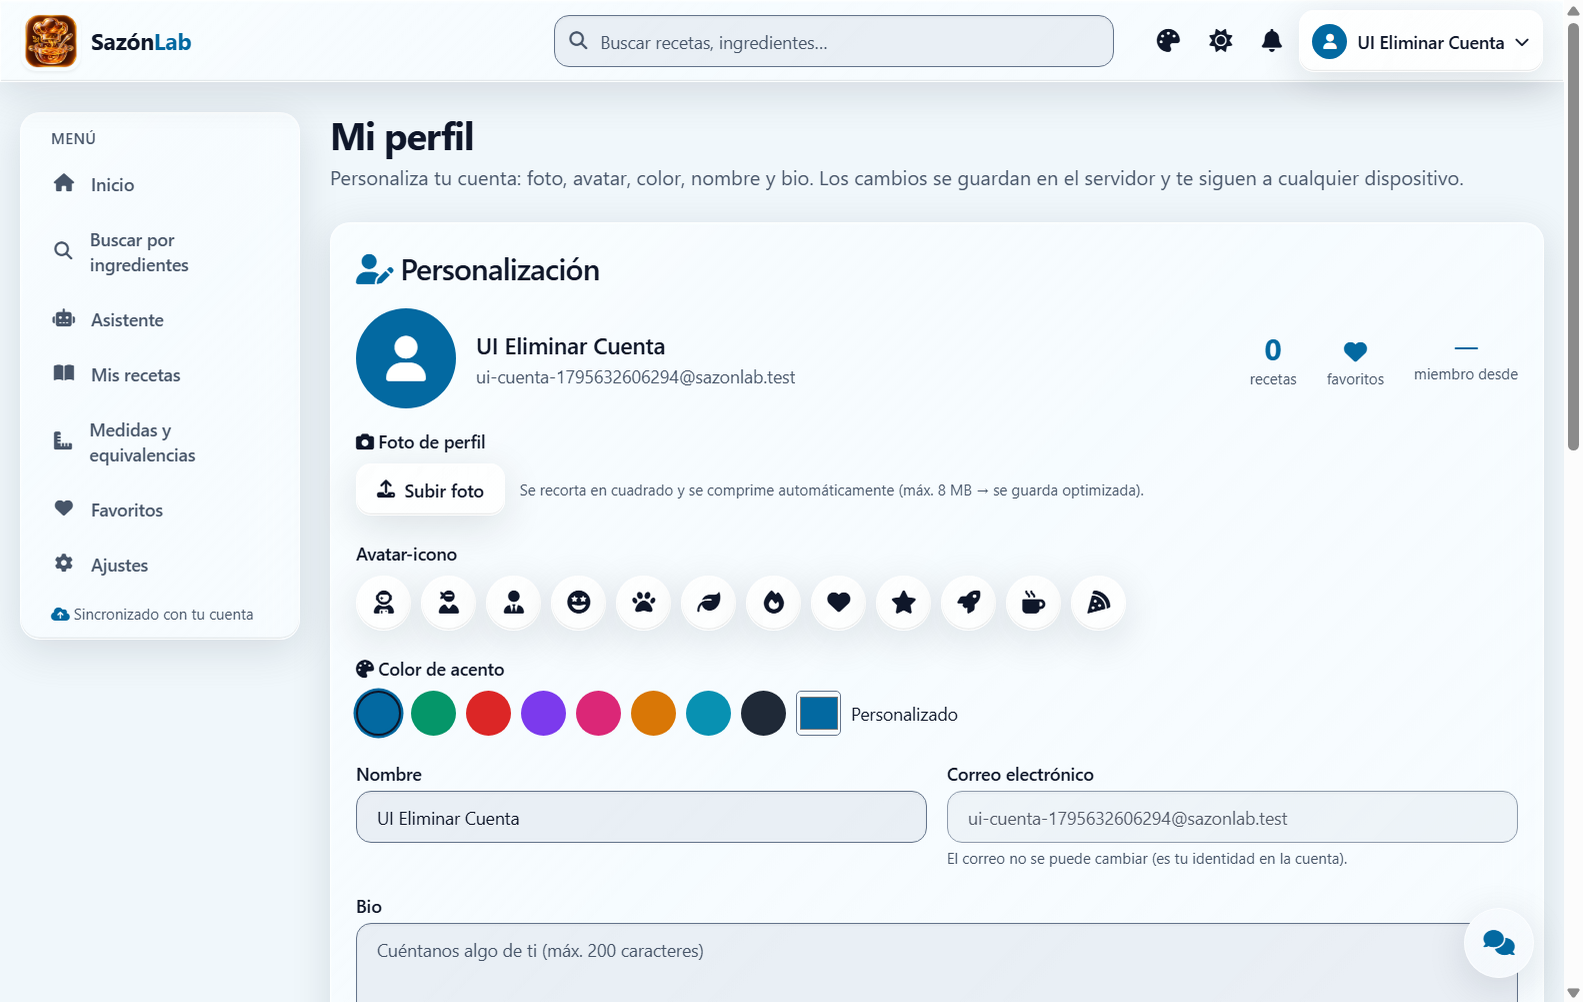 SazónLab
Buscar recetas, ingredientes...
UI Eliminar Cuenta
MENÚ
Inicio
Buscar por
ingredientes
Asistente
Mis recetas
Medidas y
equivalencias
Favoritos
Ajustes
Sincronizado con tu cuenta
Mi perfil
Personaliza tu cuenta: foto, avatar, color, nombre y bio. Los cambios se guardan en el servidor y te siguen a cualquier dispositivo.
Personalización
UI Eliminar Cuenta
ui-cuenta-1795632606294@sazonlab.test
0
recetas
favoritos
—
miembro desde
Foto de perfil
Subir foto
Se recorta en cuadrado y se comprime automáticamente (máx. 8 MB → se guarda optimizada).
Avatar-icono
Color de acento
Personalizado
Nombre
UI Eliminar Cuenta
Correo electrónico
ui-cuenta-1795632606294@sazonlab.test
El correo no se puede cambiar (es tu identidad en la cuenta).
Bio
Cuéntanos algo de ti (máx. 200 caracteres)